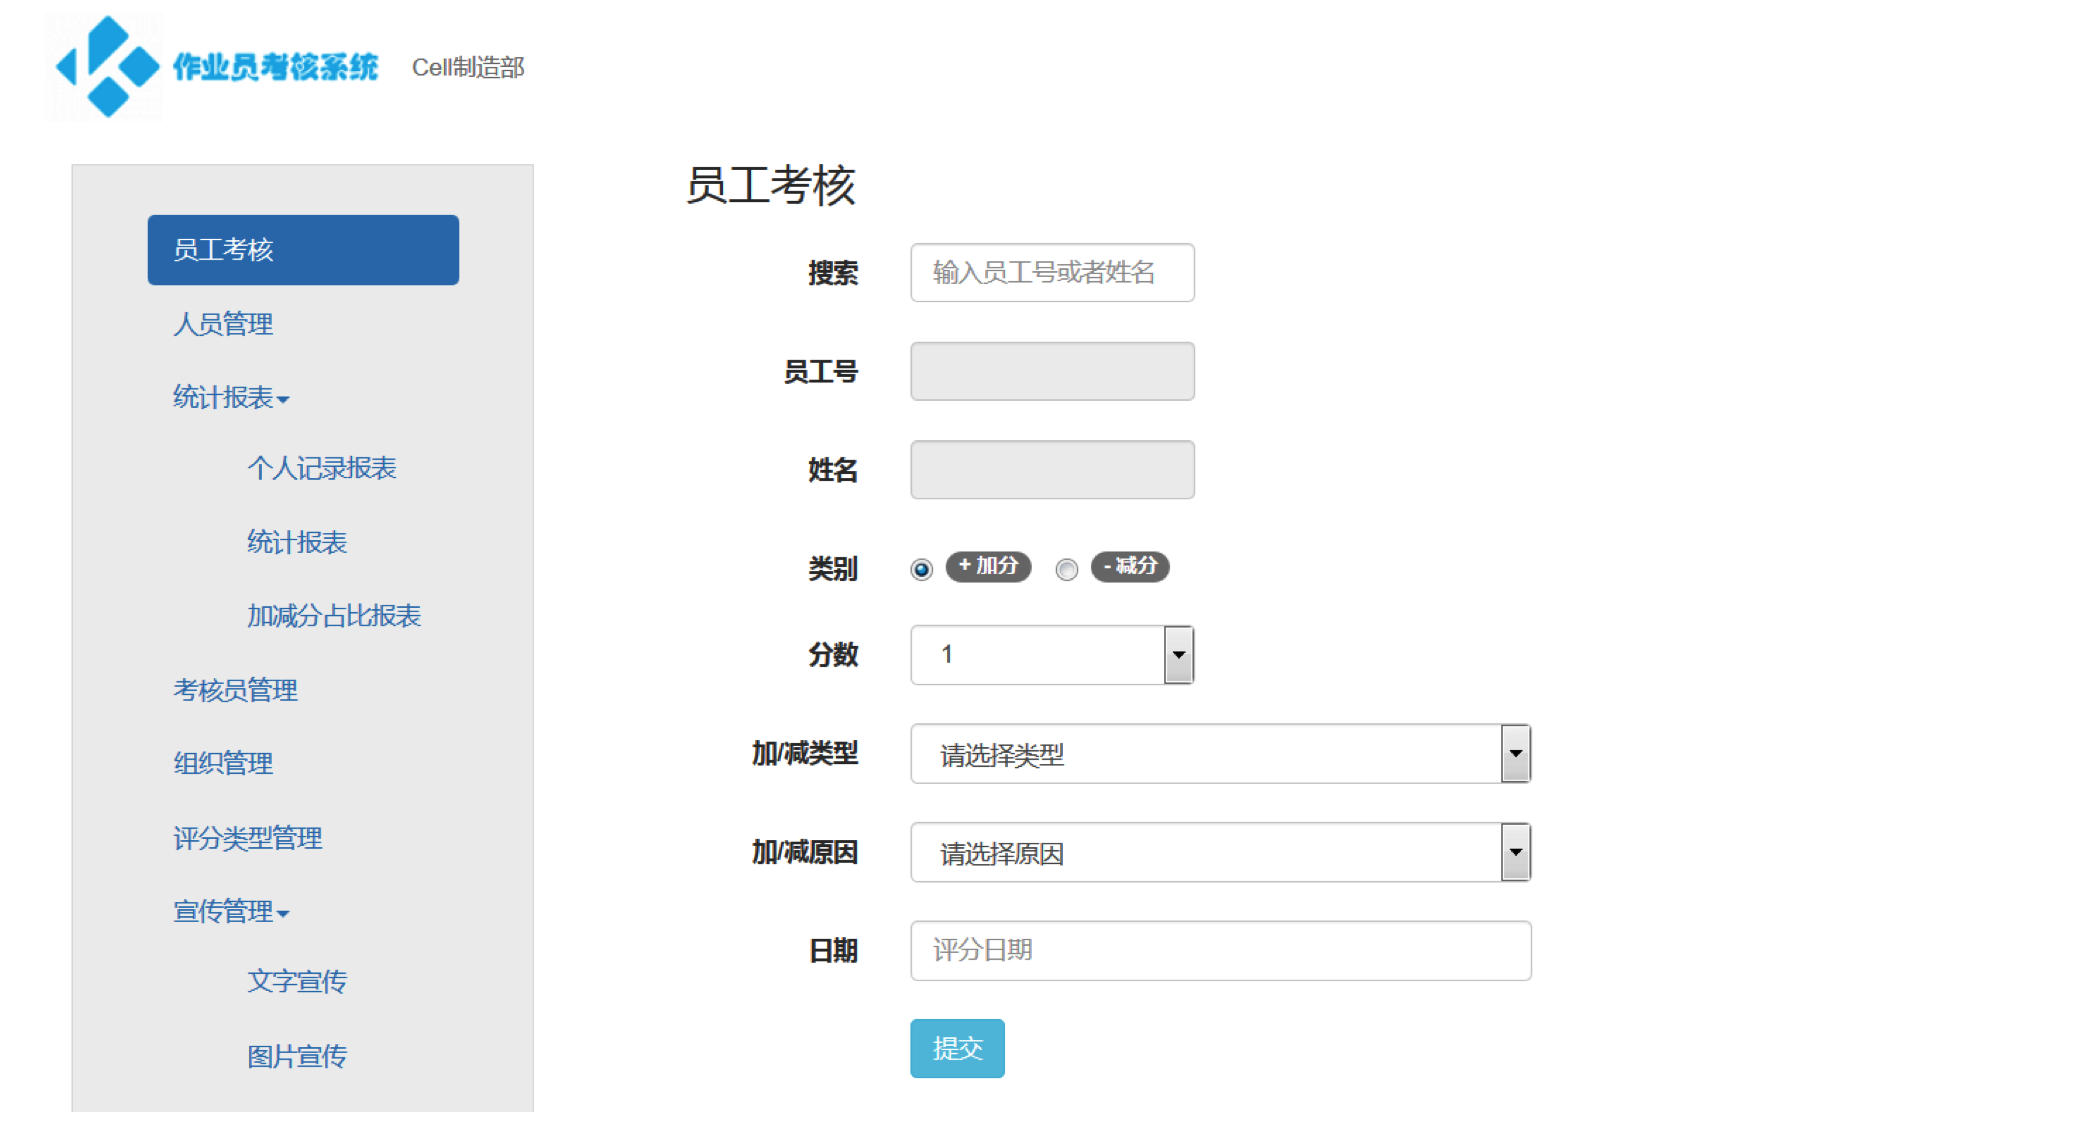 作业员考核系统 Cell制造部
员工考核
人员管理
统计报表
个人记录报表
统计报表
加减分占比报表
考核员管理
组织管理
评分类型管理
宣传管理
文字宣传
图片宣传
员工考核
搜索 输入员工号或者姓名
员工号
姓名
类别 +加分 -减分
分数 1
加/减类型 请选择类型
加/减原因 请选择原因
日期 评分日期
提交